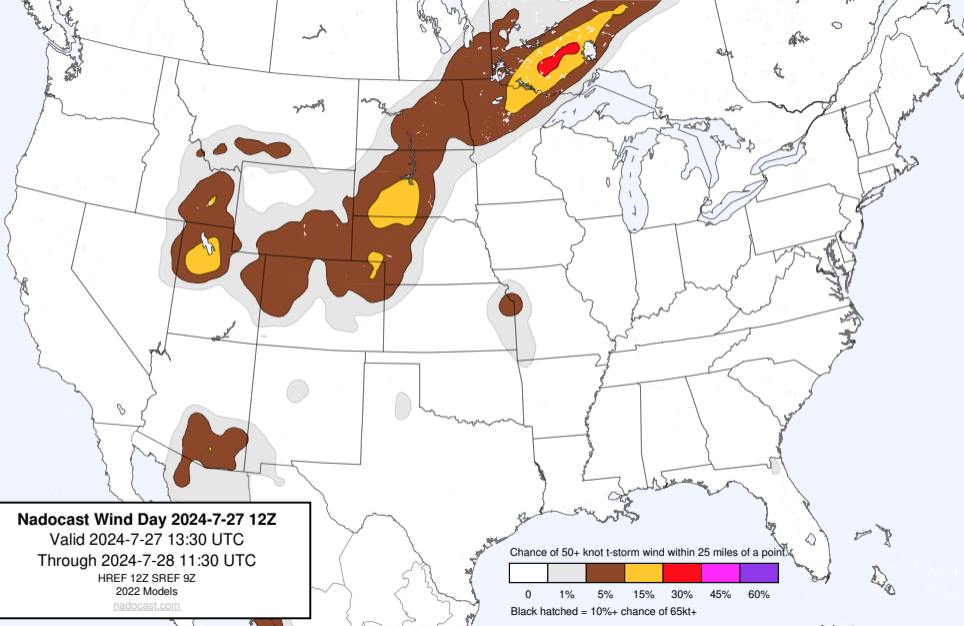 Nadocast Wind Day 2024-7-27 12Z
Valid 2024-7-27 13:30 UTC
Through 2024-7-28 11:30 UTC
HREF 12Z SREF 9Z
2022 Models
nadocast.com
Chance of 50+ knot t-storm wind within 25 miles of a point.
0 1% 5% 15% 30% 45% 60%
Black hatched = 10%+ chance of 65kt+